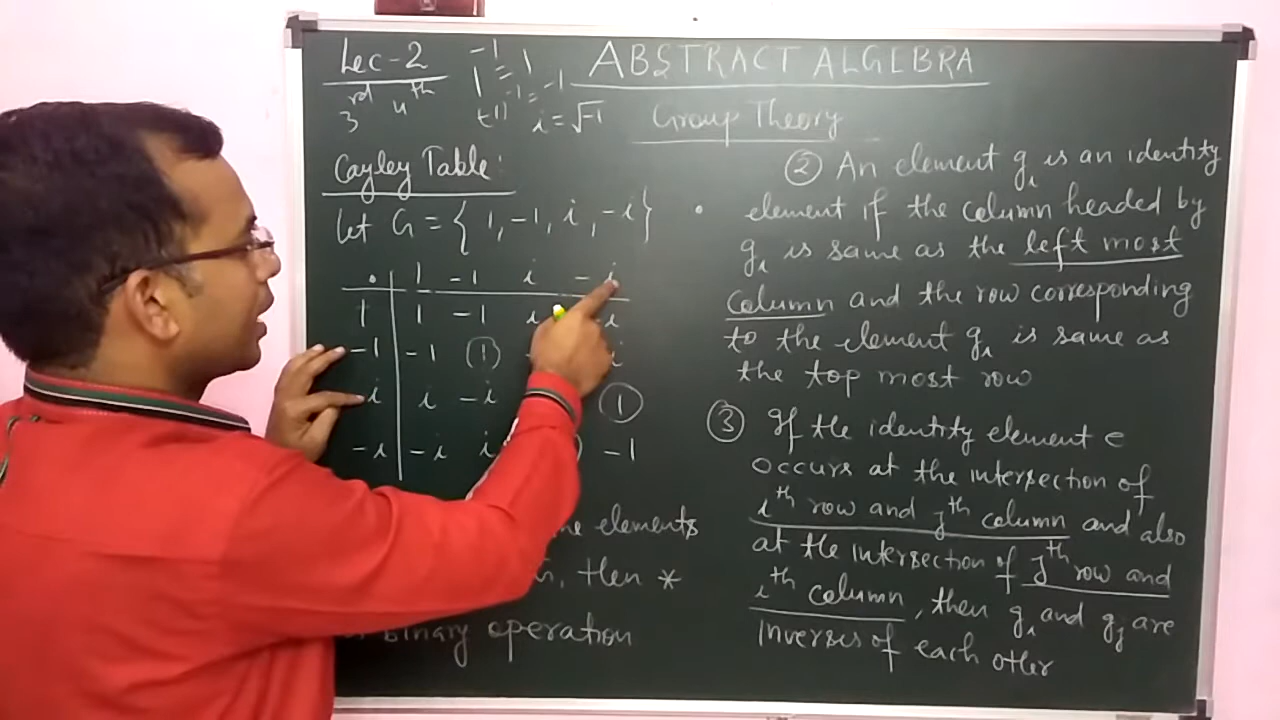 Lec-2
3rd 4th
1^-1 = 1
(-1)^-1 = -1
i = √-1
ABSTRACT ALGEBRA
Group Theory
Cayley Table:
Let G = { 1, -1, i, -i }
. 1 -1 i -i
1 1 -1 i -i
-1 -1 1 i
i i -i 1
-i -i i -1
elements
then *
binary operation
② An element gi is an identity
element if the column headed by
gi is same as the left most
column and the row corresponding
to the element gi is same as
the top most row
③ If the identity element e
occurs at the intersection of
ith row and jth column and also
at the intersection of jth row and
ith column, then gi and gj are
inverses of each other